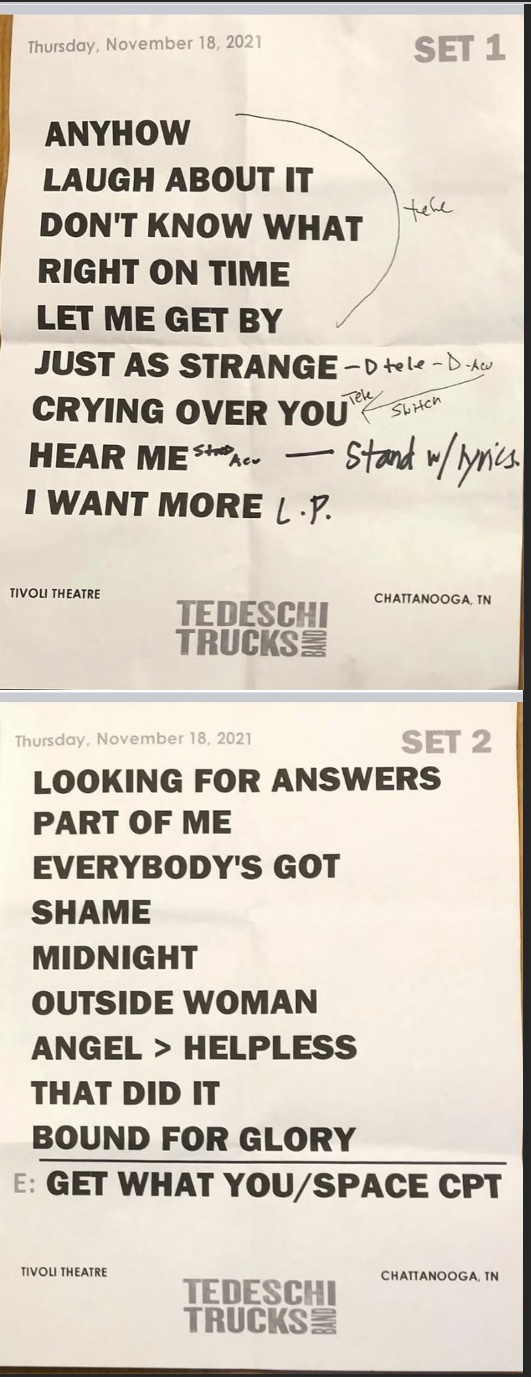 Thursday, November 18, 2021 SET 1
ANYHOW
LAUGH ABOUT IT
DON'T KNOW WHAT tele
RIGHT ON TIME
LET ME GET BY
JUST AS STRANGE - D tele - D-Acu
CRYING OVER YOU Tele Switch
HEAR ME Acu — Stand w/ lyrics.
I WANT MORE L.P.
TIVOLI THEATRE CHATTANOOGA, TN
TEDESCHI
TRUCKS BAND
Thursday, November 18, 2021 SET 2
LOOKING FOR ANSWERS
PART OF ME
EVERYBODY'S GOT
SHAME
MIDNIGHT
OUTSIDE WOMAN
ANGEL > HELPLESS
THAT DID IT
BOUND FOR GLORY
E: GET WHAT YOU/SPACE CPT
TIVOLI THEATRE CHATTANOOGA, TN
TEDESCHI
TRUCKS BAND